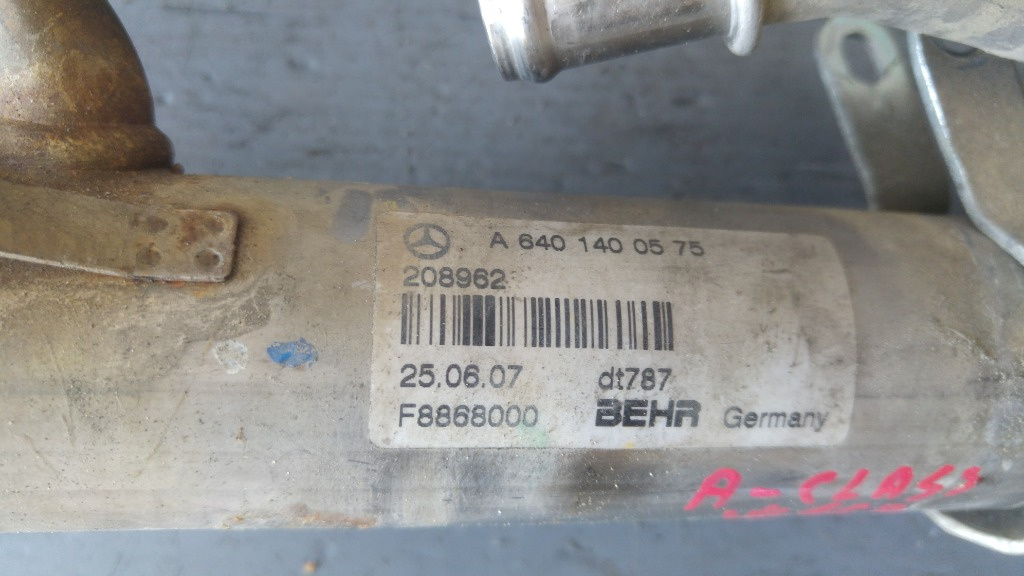 A 640 140 05 75
208962
25.06.07 dt787
F8868000 BEHR Germany
A-CLASS